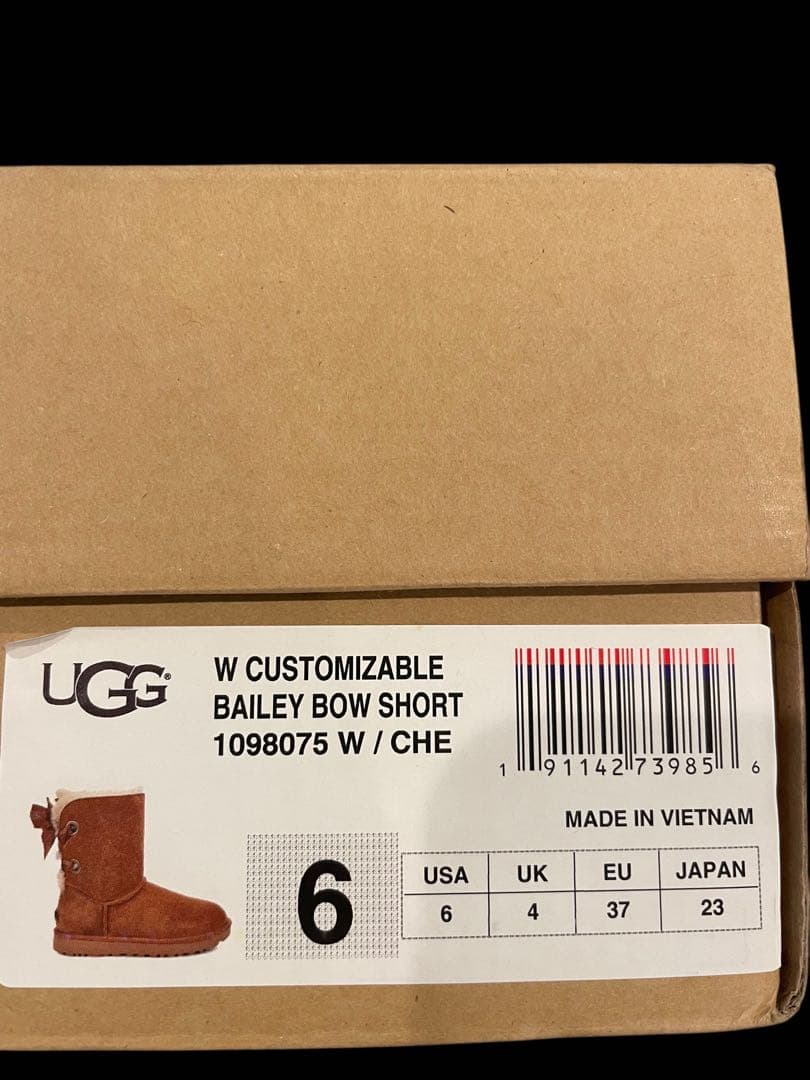 UGG®
W CUSTOMIZABLE
BAILEY BOW SHORT
1098075 W / CHE
1 91142 73985 6
MADE IN VIETNAM
6
USA UK EU JAPAN
6 4 37 23